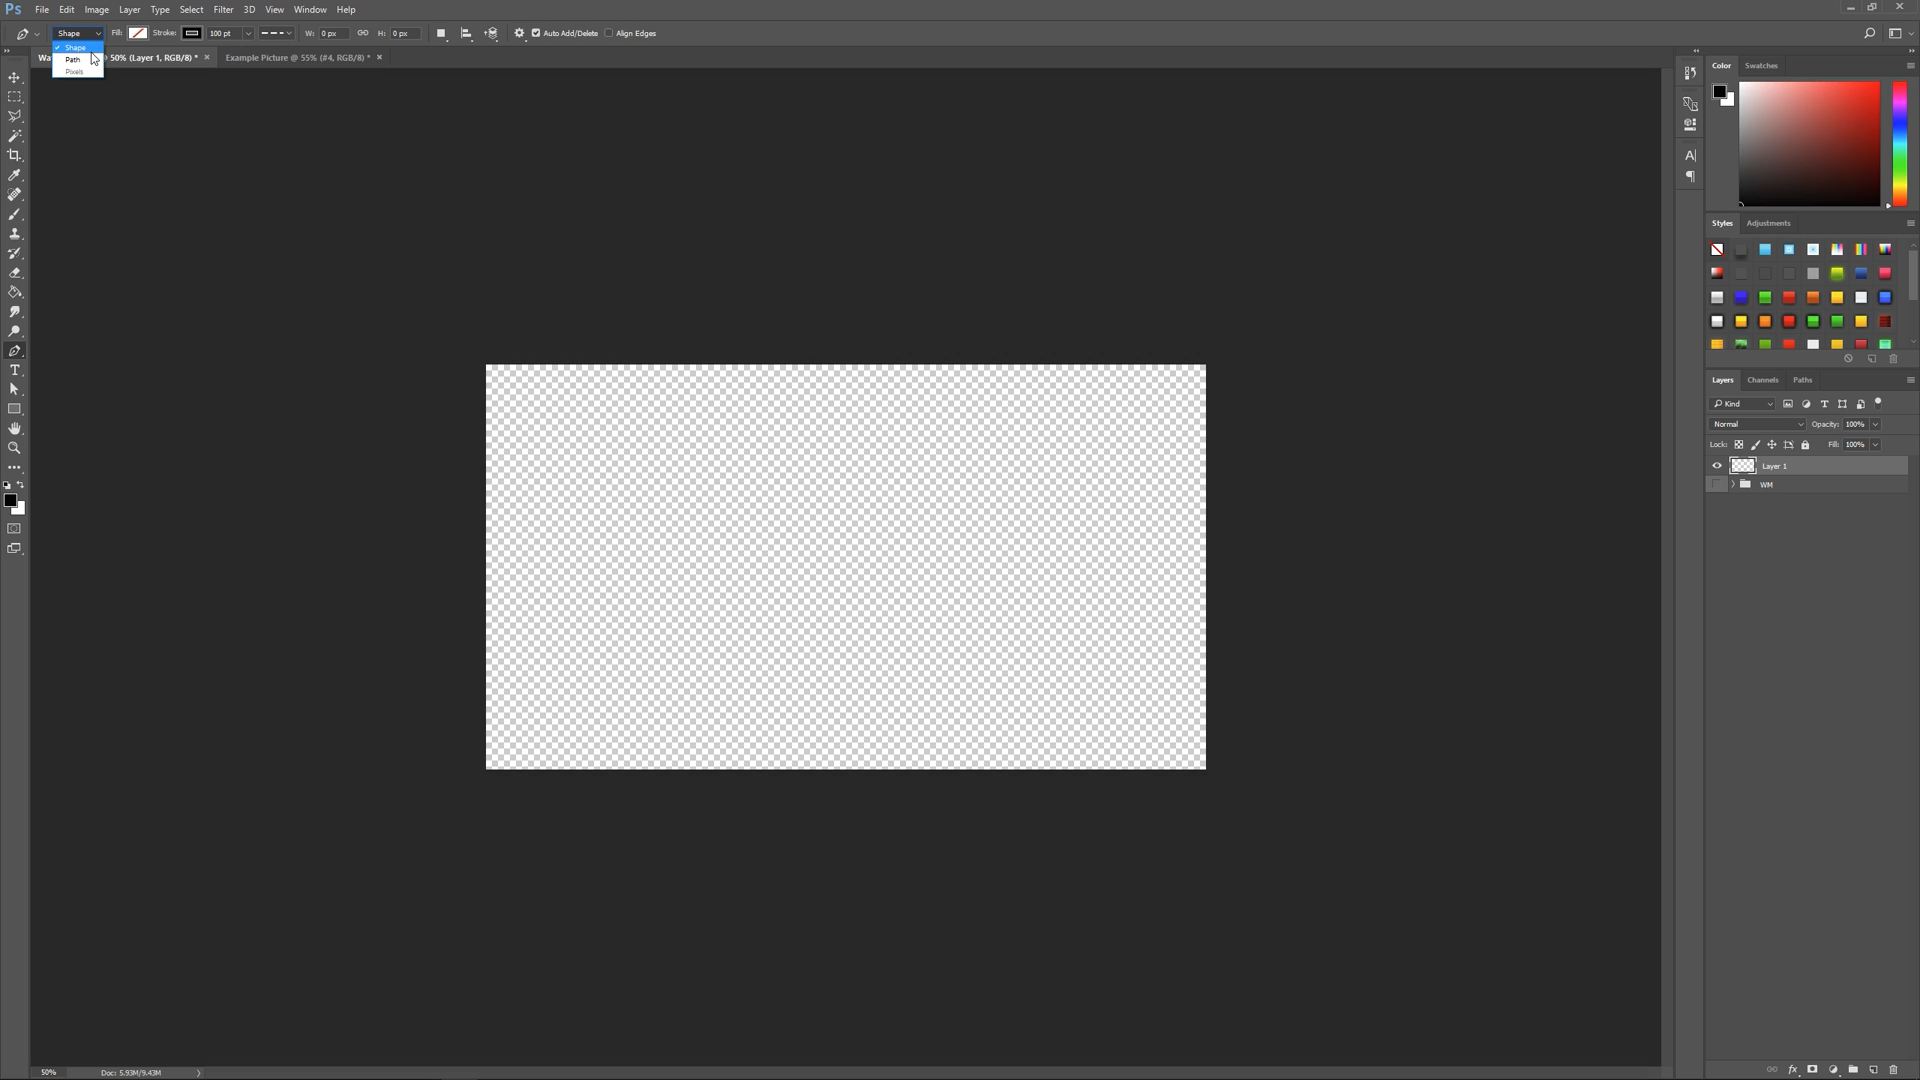 Ps File Edit Image Layer Type Select Filter 3D View Window Help
Shape Fill: Stroke: 100 pt W: 0 px H: 0 px Auto Add/Delete Align Edges
Shape
Path
Pixels
50% (Layer 1, RGB/8) * × Example Picture @ 55% (#4, RGB/8) * ×
Color Swatches
Styles Adjustments
Layers Channels Paths
Kind
Normal Opacity: 100%
Lock: Fill: 100%
Layer 1
WM
50% Doc: 5.93M/9.43M